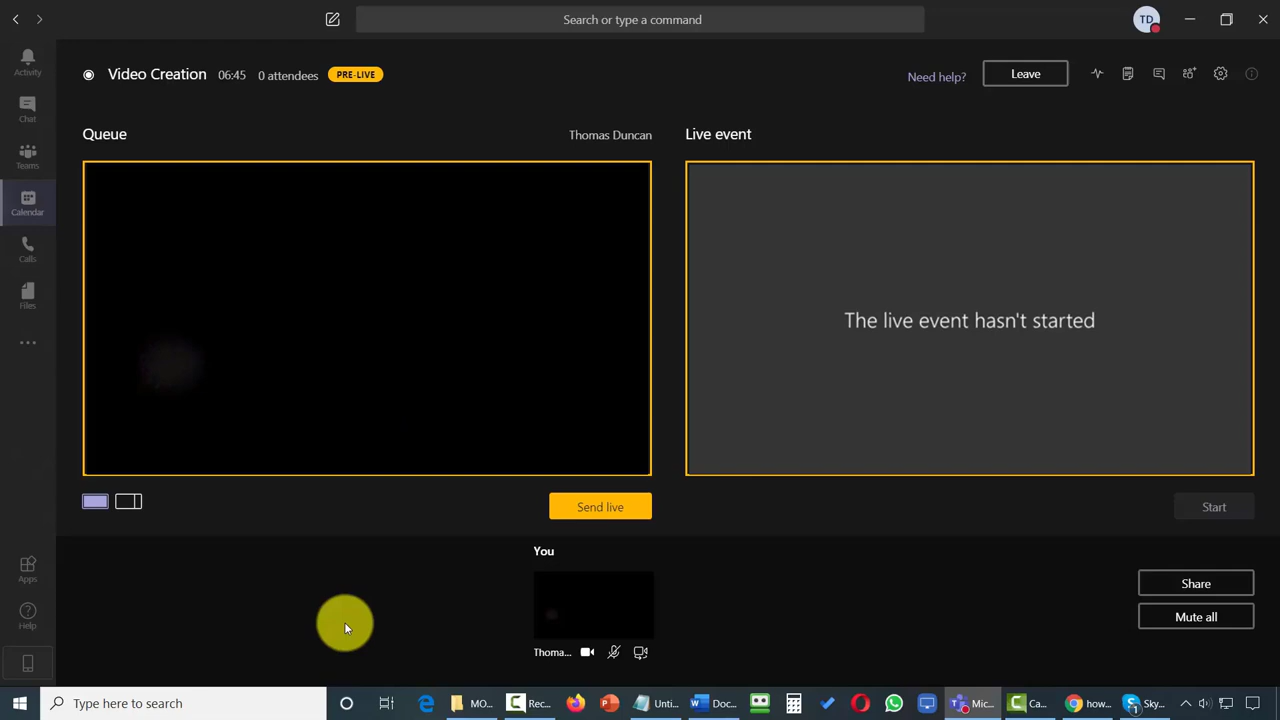 Search or type a command
TD
Activity
Chat
Teams
Calendar
Calls
Files
Apps
Help
Video Creation 06:45 0 attendees PRE-LIVE
Need help? Leave
Queue Thomas Duncan
Live event
The live event hasn't started
Send live
Start
You
Thoma...
Share
Mute all
Type here to search
MO...
Rec...
Unti...
Doc...
Mic...
Ca...
how...
Sky...